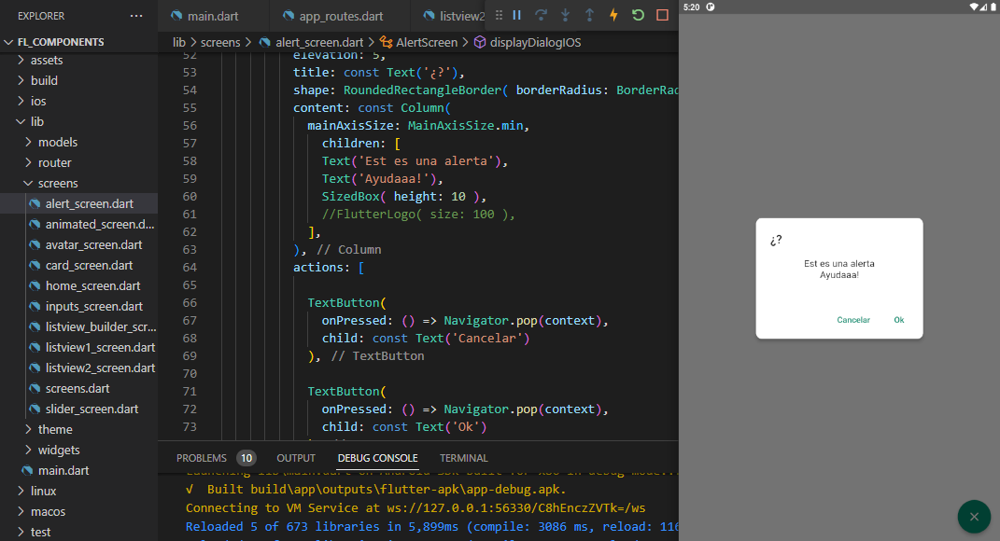 EXPLORER
FL_COMPONENTS
assets
build
ios
lib
models
router
screens
alert_screen.dart
animated_screen.d...
avatar_screen.dart
card_screen.dart
home_screen.dart
inputs_screen.dart
listview_builder_scr...
listview1_screen.dart
listview2_screen.dart
screens.dart
slider_screen.dart
theme
widgets
main.dart
linux
macos
test
main.dart
app_routes.dart
listview2
lib > screens > alert_screen.dart > AlertScreen > displayDialogIOS
52 elevation: 5,
53 title: const Text('¿?'),
54 shape: RoundedRectangleBorder( borderRadius: BorderRad
55 content: const Column(
56 mainAxisSize: MainAxisSize.min,
57 children: [
58 Text('Est es una alerta'),
59 Text('Ayudaaa!'),
60 SizedBox( height: 10 ),
61 //FlutterLogo( size: 100 ),
62 ],
63 ), // Column
64 actions: [
65
66 TextButton(
67 onPressed: () => Navigator.pop(context),
68 child: const Text('Cancelar')
69 ), // TextButton
70
71 TextButton(
72 onPressed: () => Navigator.pop(context),
73 child: const Text('Ok')
PROBLEMS 10 OUTPUT DEBUG CONSOLE TERMINAL
√ Built build\app\outputs\flutter-apk\app-debug.apk.
Connecting to VM Service at ws://127.0.0.1:56330/C8hEnczZVTk=/ws
Reloaded 5 of 673 libraries in 5,899ms (compile: 3086 ms, reload: 116
5:20
¿?
Est es una alerta
Ayudaaa!
Cancelar Ok